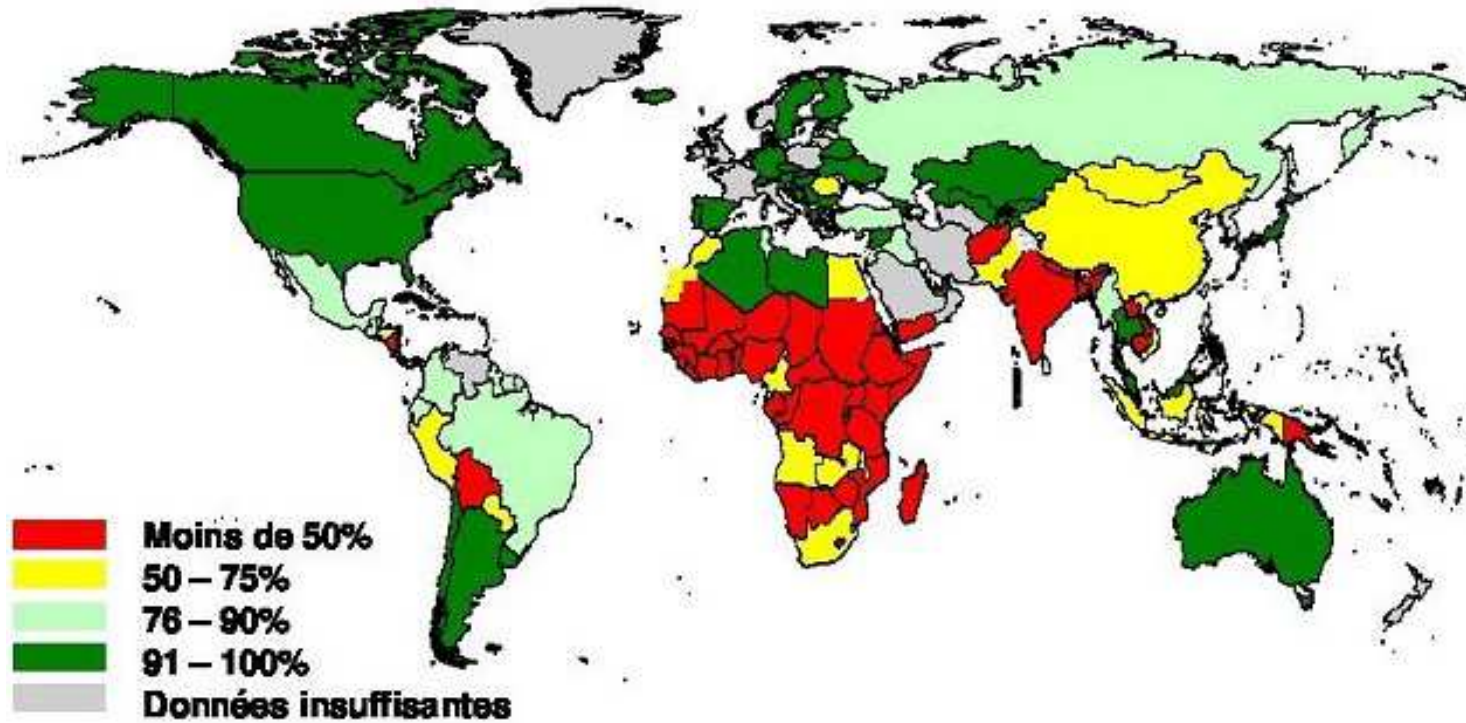 Moins de 50%
50 – 75%
76 – 90%
91 – 100%
Données insuffisantes